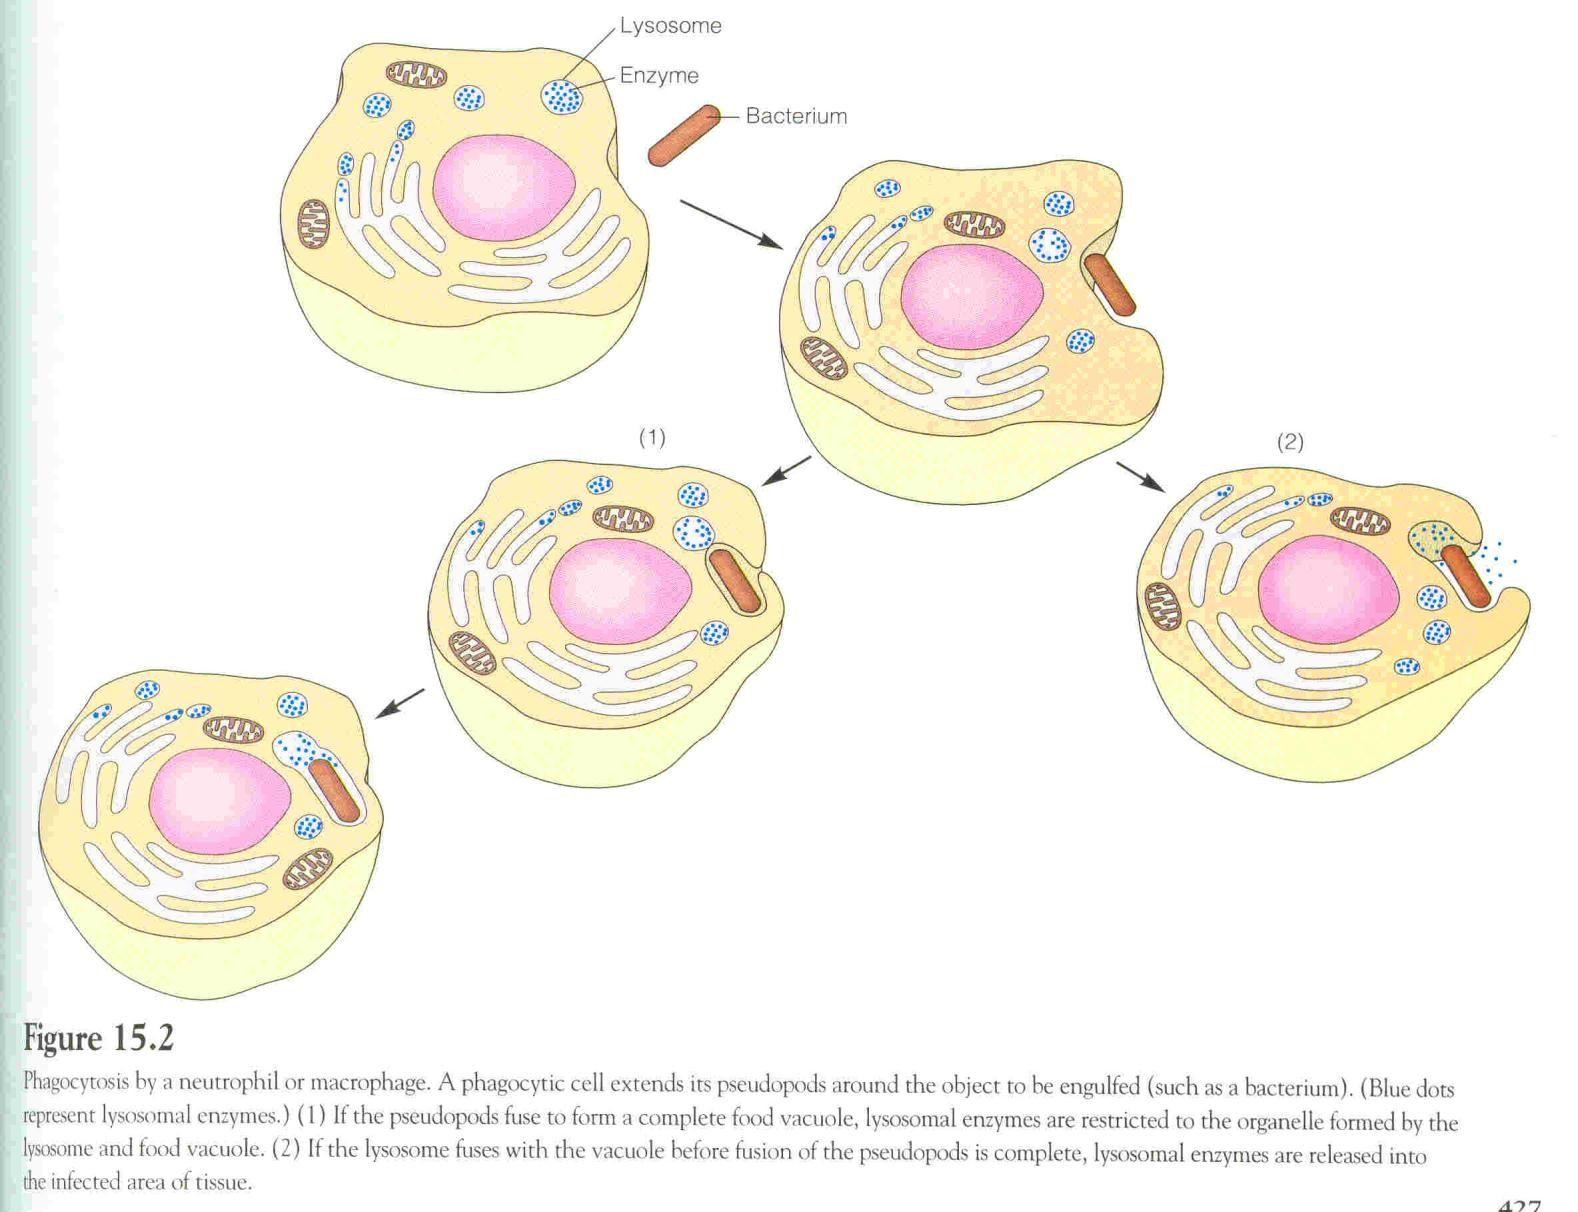 Lysosome
Enzyme
Bacterium
(1)
(2)
Figure 15.2
Phagocytosis by a neutrophil or macrophage. A phagocytic cell extends its pseudopods around the object to be engulfed (such as a bacterium). (Blue dots
represent lysosomal enzymes.) (1) If the pseudopods fuse to form a complete food vacuole, lysosomal enzymes are restricted to the organelle formed by the
lysosome and food vacuole. (2) If the lysosome fuses with the vacuole before fusion of the pseudopods is complete, lysosomal enzymes are released into
the infected area of tissue.
427